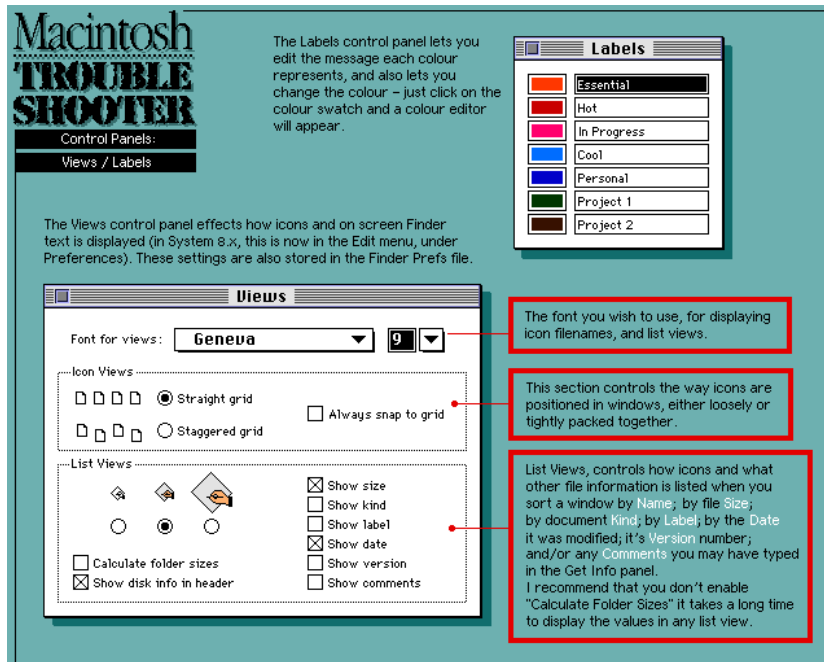 Macintosh
TROUBLE
SHOOTER
Control Panels:
Views / Labels
The Labels control panel lets you
edit the message each colour
represents, and also lets you
change the colour – just click on the
colour swatch and a colour editor
will appear.
Labels
Essential
Hot
In Progress
Cool
Personal
Project 1
Project 2
The Views control panel effects how icons and on screen Finder
text is displayed (in System 8.x, this is now in the Edit menu, under
Preferences). These settings are also stored in the Finder Prefs file.
Views
Font for views: Geneva 9
Icon Views
Straight grid
Always snap to grid
Staggered grid
List Views
Show size
Show kind
Show label
Show date
Show version
Show comments
Calculate folder sizes
Show disk info in header
The font you wish to use, for displaying
icon filenames, and list views.
This section controls the way icons are
positioned in windows, either loosely or
tightly packed together.
List Views, controls how icons and what
other file information is listed when you
sort a window by Name; by file Size;
by document Kind; by Label; by the Date
it was modified; it's Version number;
and/or any Comments you may have typed
in the Get Info panel.
I recommend that you don't enable
"Calculate Folder Sizes" it takes a long time
to display the values in any list view.